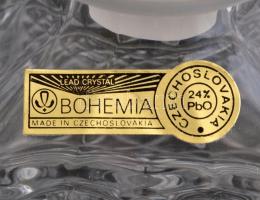 LEAD CRYSTAL
BOHEMIA
MADE IN CZECHOSLOVAKIA
CZECHOSLOVAKIA
24%
PbO